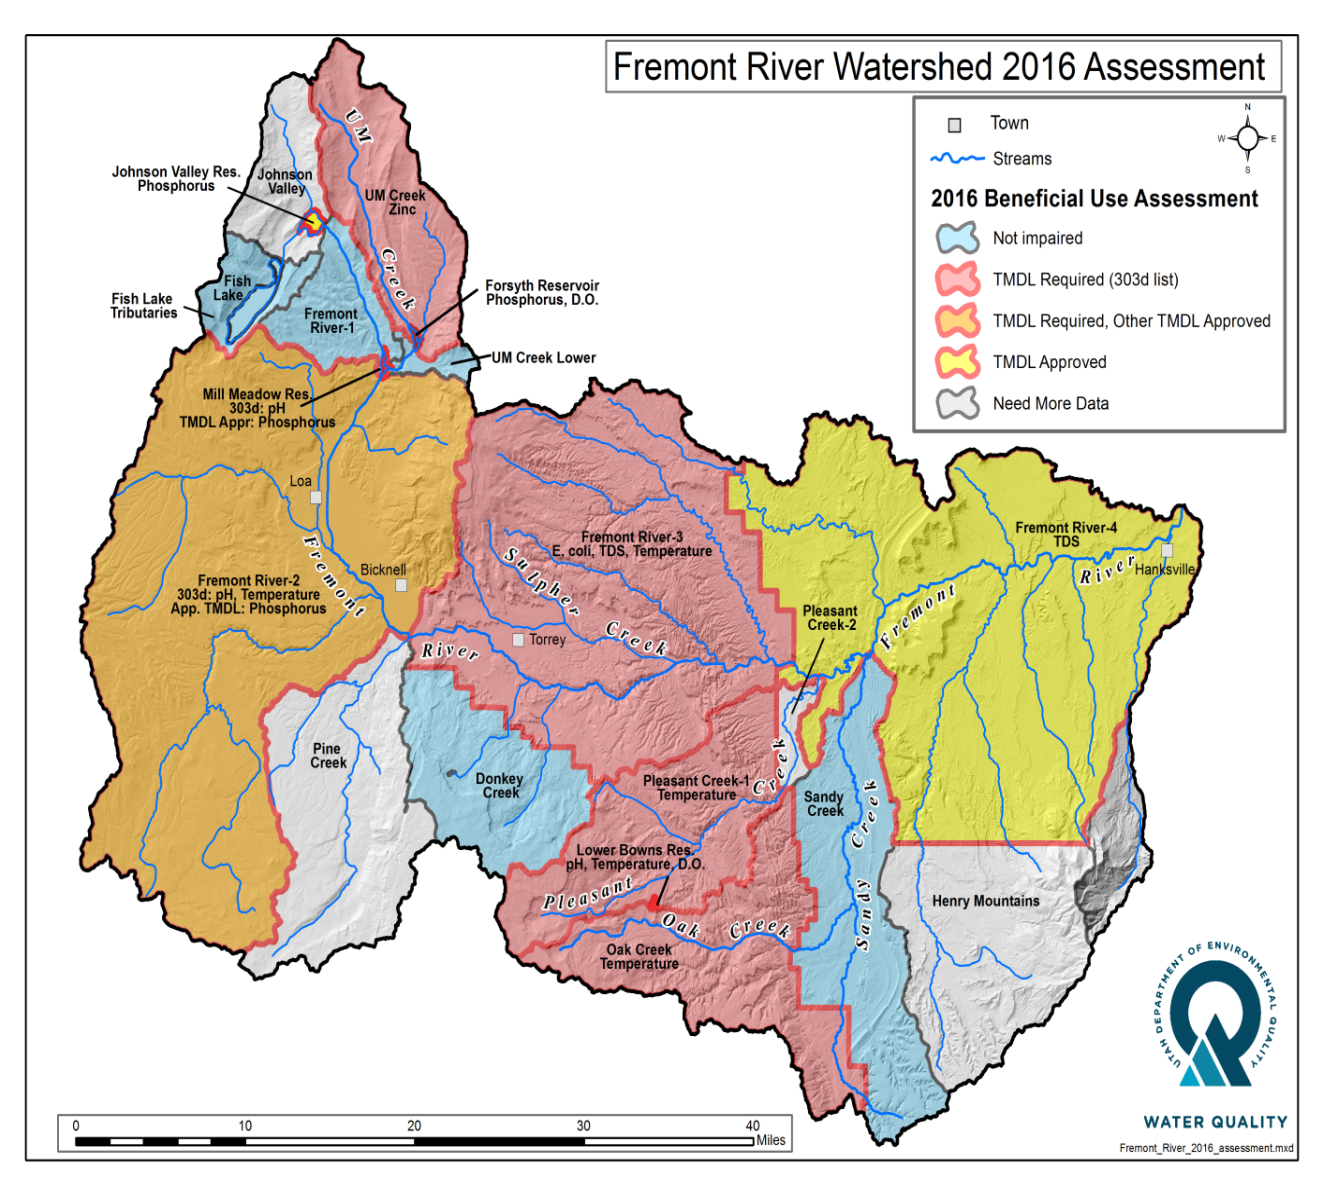 Fremont River Watershed 2016 Assessment
Town
Streams
N
W
E
S
2016 Beneficial Use Assessment
Not impaired
TMDL Required (303d list)
TMDL Required, Other TMDL Approved
TMDL Approved
Need More Data
UM
Johnson Valley Res.
Phosphorus
Johnson
Valley
UM Creek
Zinc
Creek
Fish
Lake
Fish Lake
Tributaries
Fremont
River-1
Forsyth Reservoir
Phosphorus, D.O.
UM Creek Lower
Mill Meadow Res.
303d: pH
TMDL Appr: Phosphorus
Loa
Fremont
Bicknell
Fremont River-2
303d: pH, Temperature
App. TMDL: Phosphorus
Fremont River-3
E. coli, TDS, Temperature
Sulpher
Creek
Torrey
River
Fremont River-4
TDS
River
Hanksville
Fremont
Pleasant
Creek-2
Pine
Creek
Donkey
Creek
Pleasant Creek-1
Temperature
Creek
Sandy
Creek
Creek
Sandy
Lower Bowns Res.
pH, Temperature, D.O.
Pleasant
Oak Creek
Oak Creek
Temperature
Henry Mountains
UTAH DEPARTMENT OF ENVIRONMENTAL QUALITY
WATER QUALITY
Fremont_River_2016_assessment.mxd
0
10
20
30
40
Miles